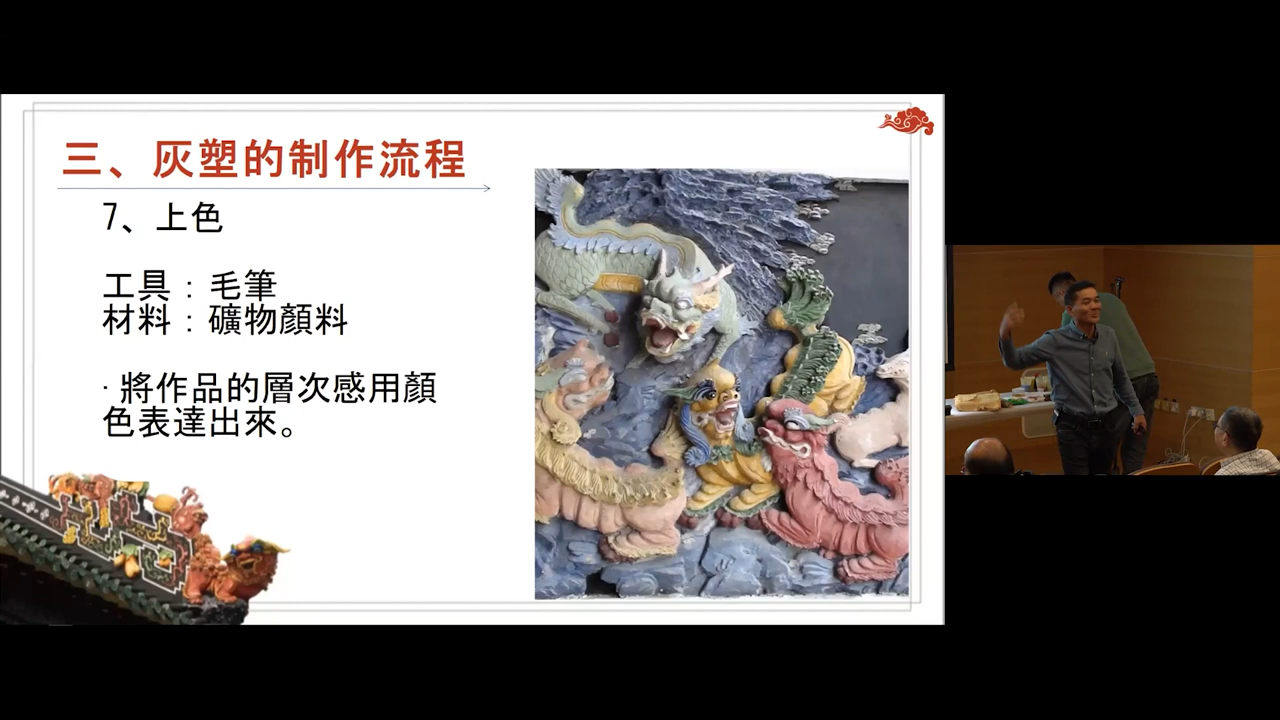 三、灰塑的制作流程
7、上色
工具：毛筆
材料：礦物顏料
· 將作品的層次感用顏
色表達出來。